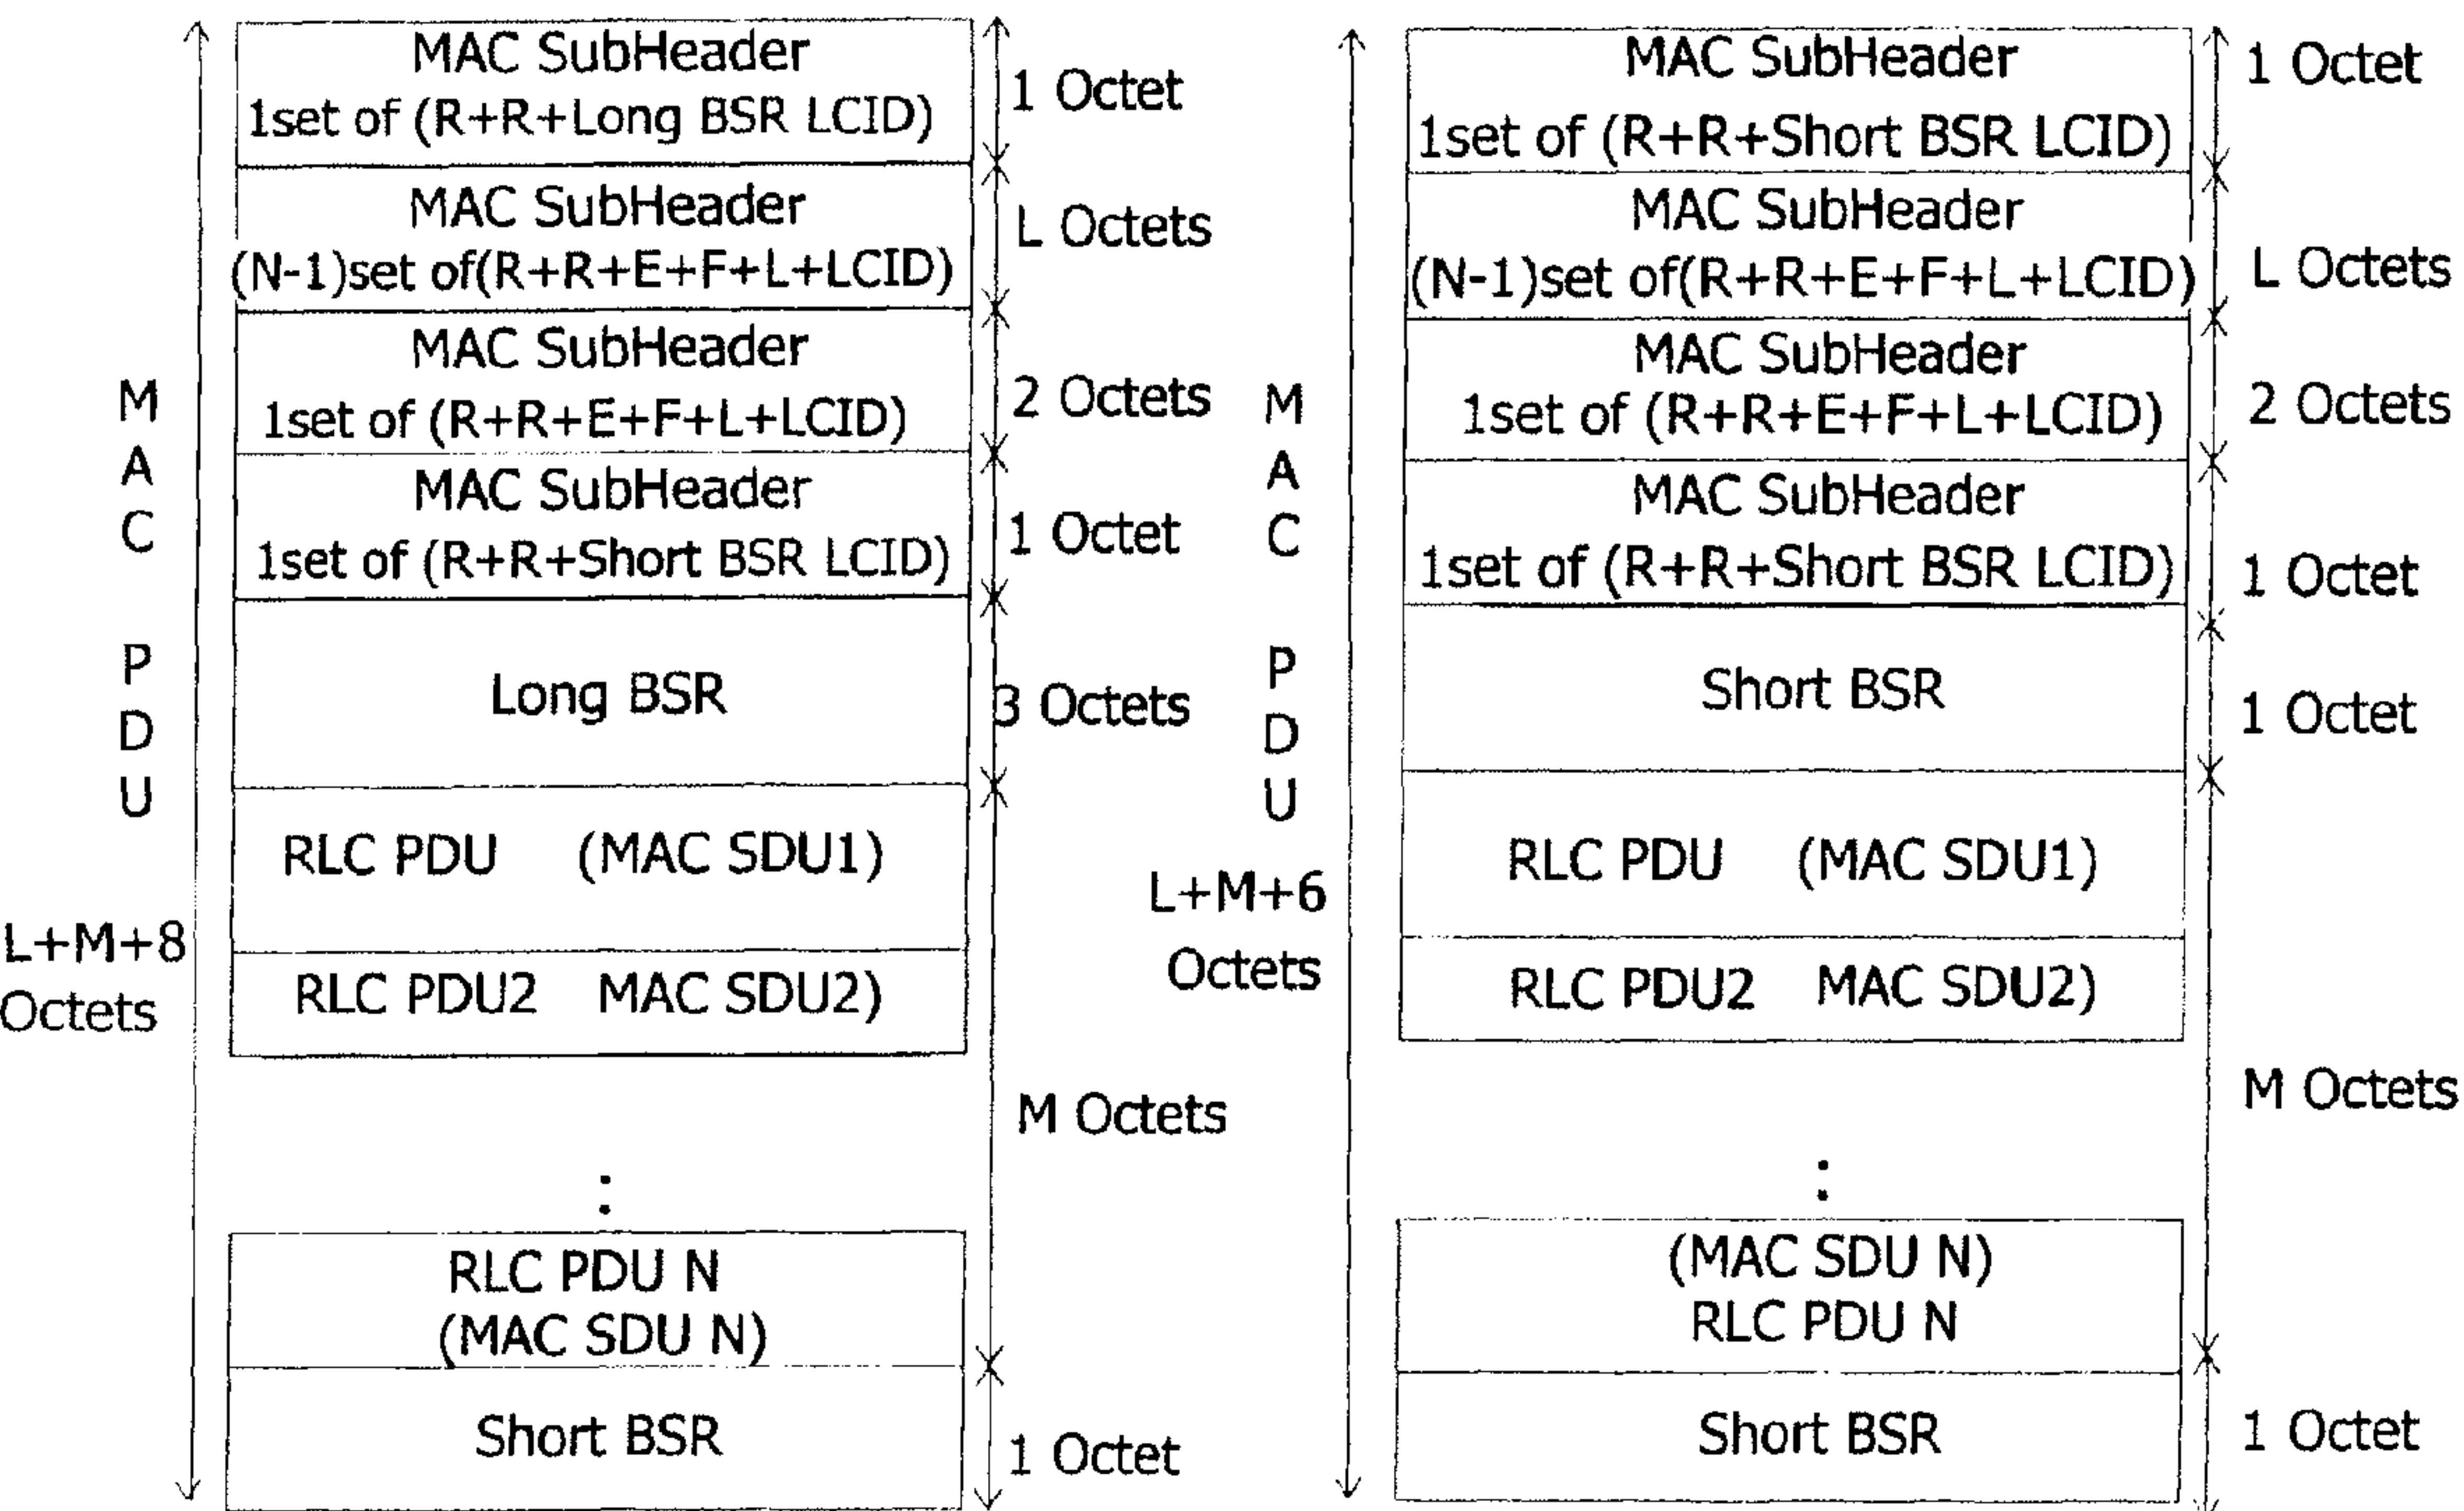 MAC SubHeader
1set of (R+R+Long BSR LCID)
1 Octet
MAC SubHeader
(N-1)set of(R+R+E+F+L+LCID)
L Octets
MAC SubHeader
1set of (R+R+E+F+L+LCID)
2 Octets
MAC SubHeader
1set of (R+R+Short BSR LCID)
1 Octet
Long BSR
3 Octets
RLC PDU (MAC SDU1)
RLC PDU2 MAC SDU2)
:
RLC PDU N
(MAC SDU N)
M Octets
Short BSR
1 Octet
M
A
C
P
D
U
L+M+8
Octets
MAC SubHeader
1set of (R+R+Short BSR LCID)
1 Octet
MAC SubHeader
(N-1)set of(R+R+E+F+L+LCID)
L Octets
MAC SubHeader
1set of (R+R+E+F+L+LCID)
2 Octets
MAC SubHeader
1set of (R+R+Short BSR LCID)
1 Octet
Short BSR
1 Octet
RLC PDU (MAC SDU1)
RLC PDU2 MAC SDU2)
:
(MAC SDU N)
RLC PDU N
M Octets
Short BSR
1 Octet
M
A
C
P
D
U
L+M+6
Octets